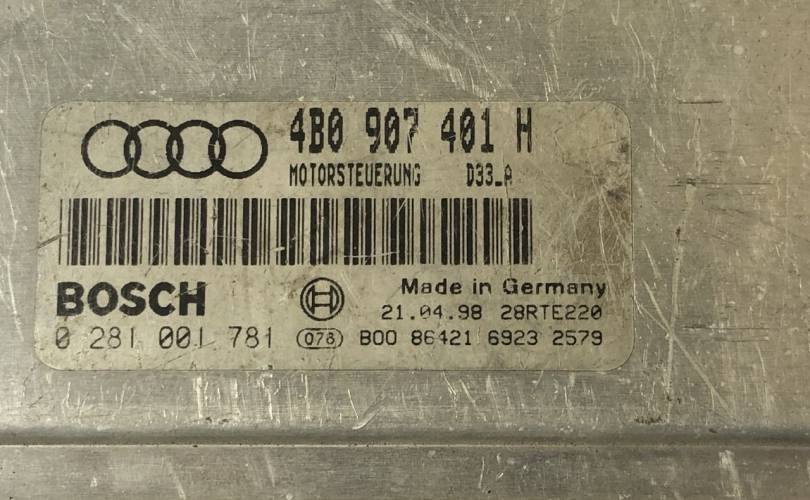 4B0 907 401 H
MOTORSTEUERUNG D33_A
BOSCH
Made in Germany
21.04.98 28RTE220
0 281 001 781 078 B00 86421 6923 2579